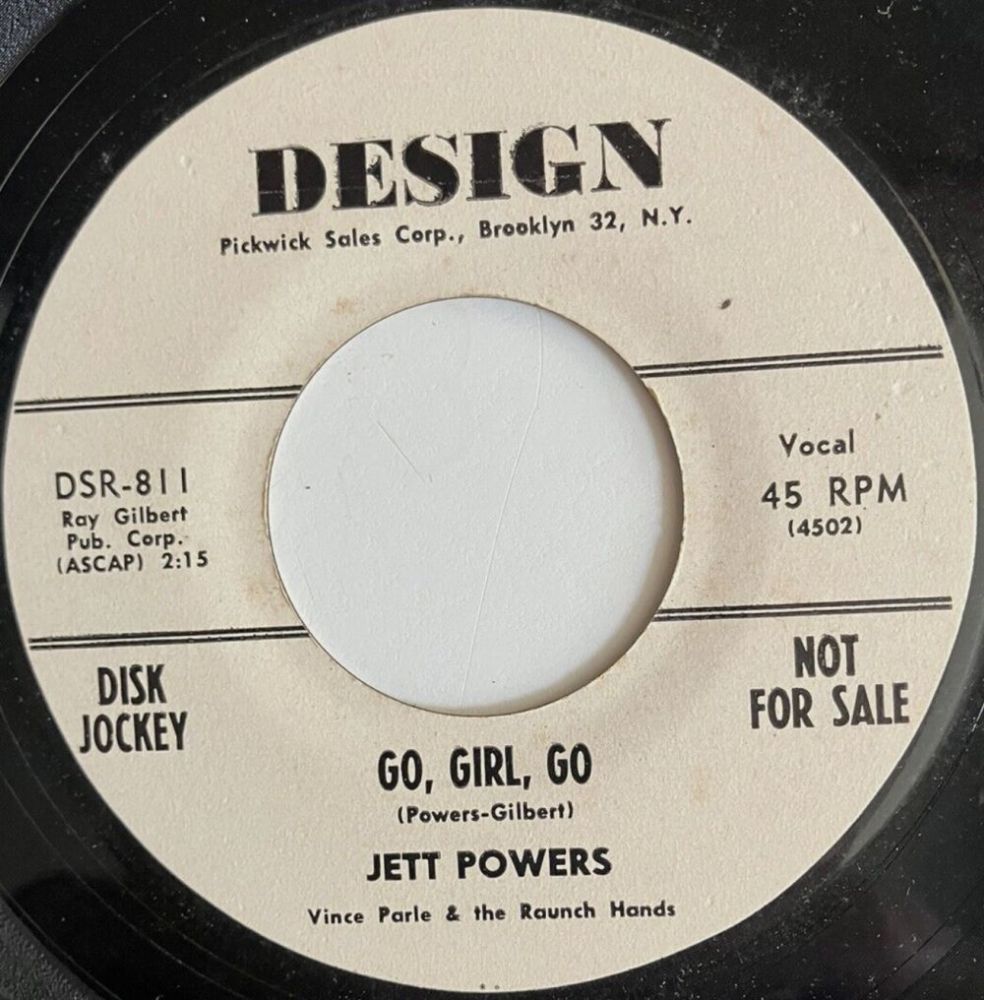 DESIGN
Pickwick Sales Corp., Brooklyn 32, N.Y.
DSR-811
Ray Gilbert
Pub. Corp.
(ASCAP) 2:15
Vocal
45 RPM
(4502)
DISK
JOCKEY
NOT
FOR SALE
GO, GIRL, GO
(Powers-Gilbert)
JETT POWERS
Vince Parle & the Raunch Hands